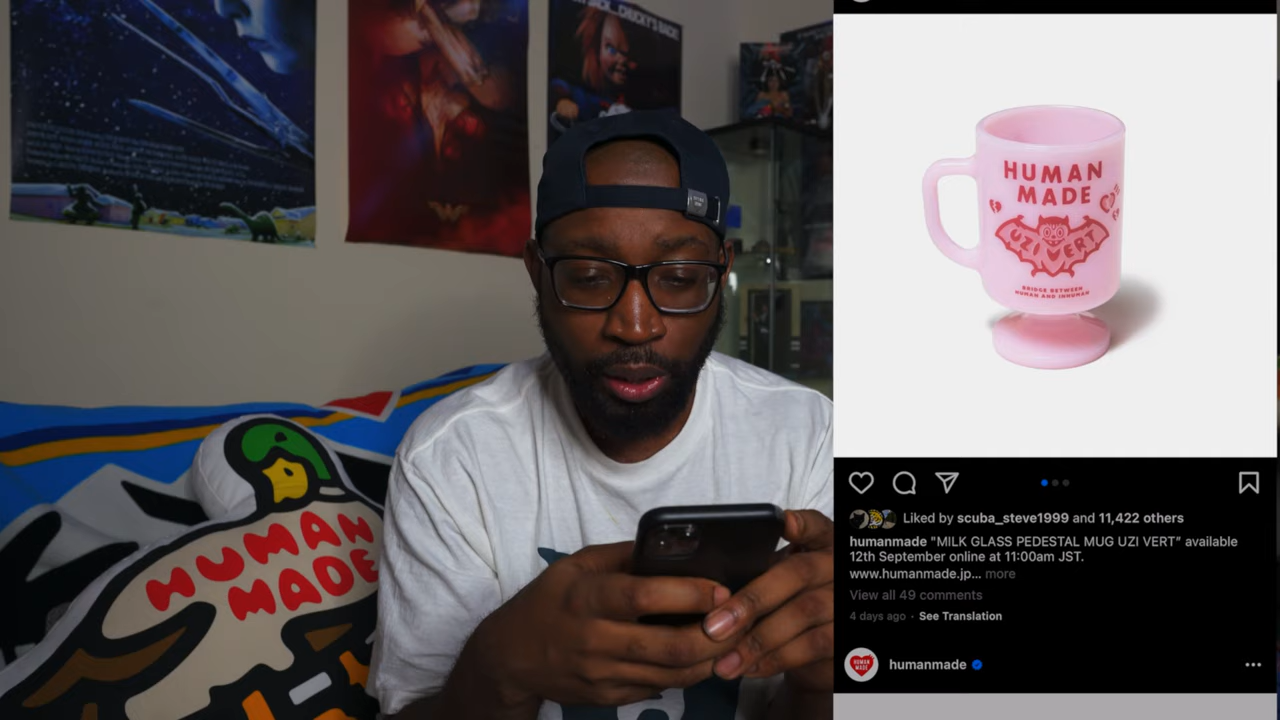 CHUCKY'S BACK!
HUMAN
MADE
HUMAN
MADE
UZI VERT
BRIDGE BETWEEN
HUMAN AND INHUMAN
Liked by scuba_steve1999 and 11,422 others
humanmade "MILK GLASS PEDESTAL MUG UZI VERT" available
12th September online at 11:00am JST.
www.humanmade.jp... more
View all 49 comments
4 days ago · See Translation
HUMAN
MADE
humanmade